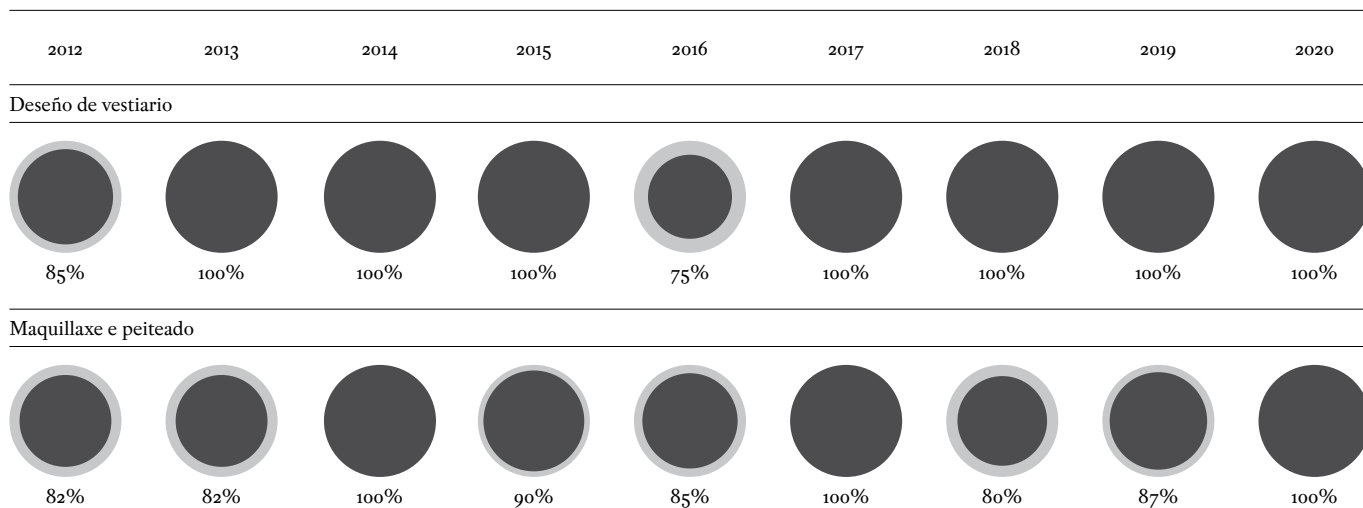 2012 2013 2014 2015 2016 2017 2018 2019 2020
Deseño de vestiario
85% 100% 100% 100% 75% 100% 100% 100% 100%
Maquillaxe e peiteado
82% 82% 100% 90% 85% 100% 80% 87% 100%